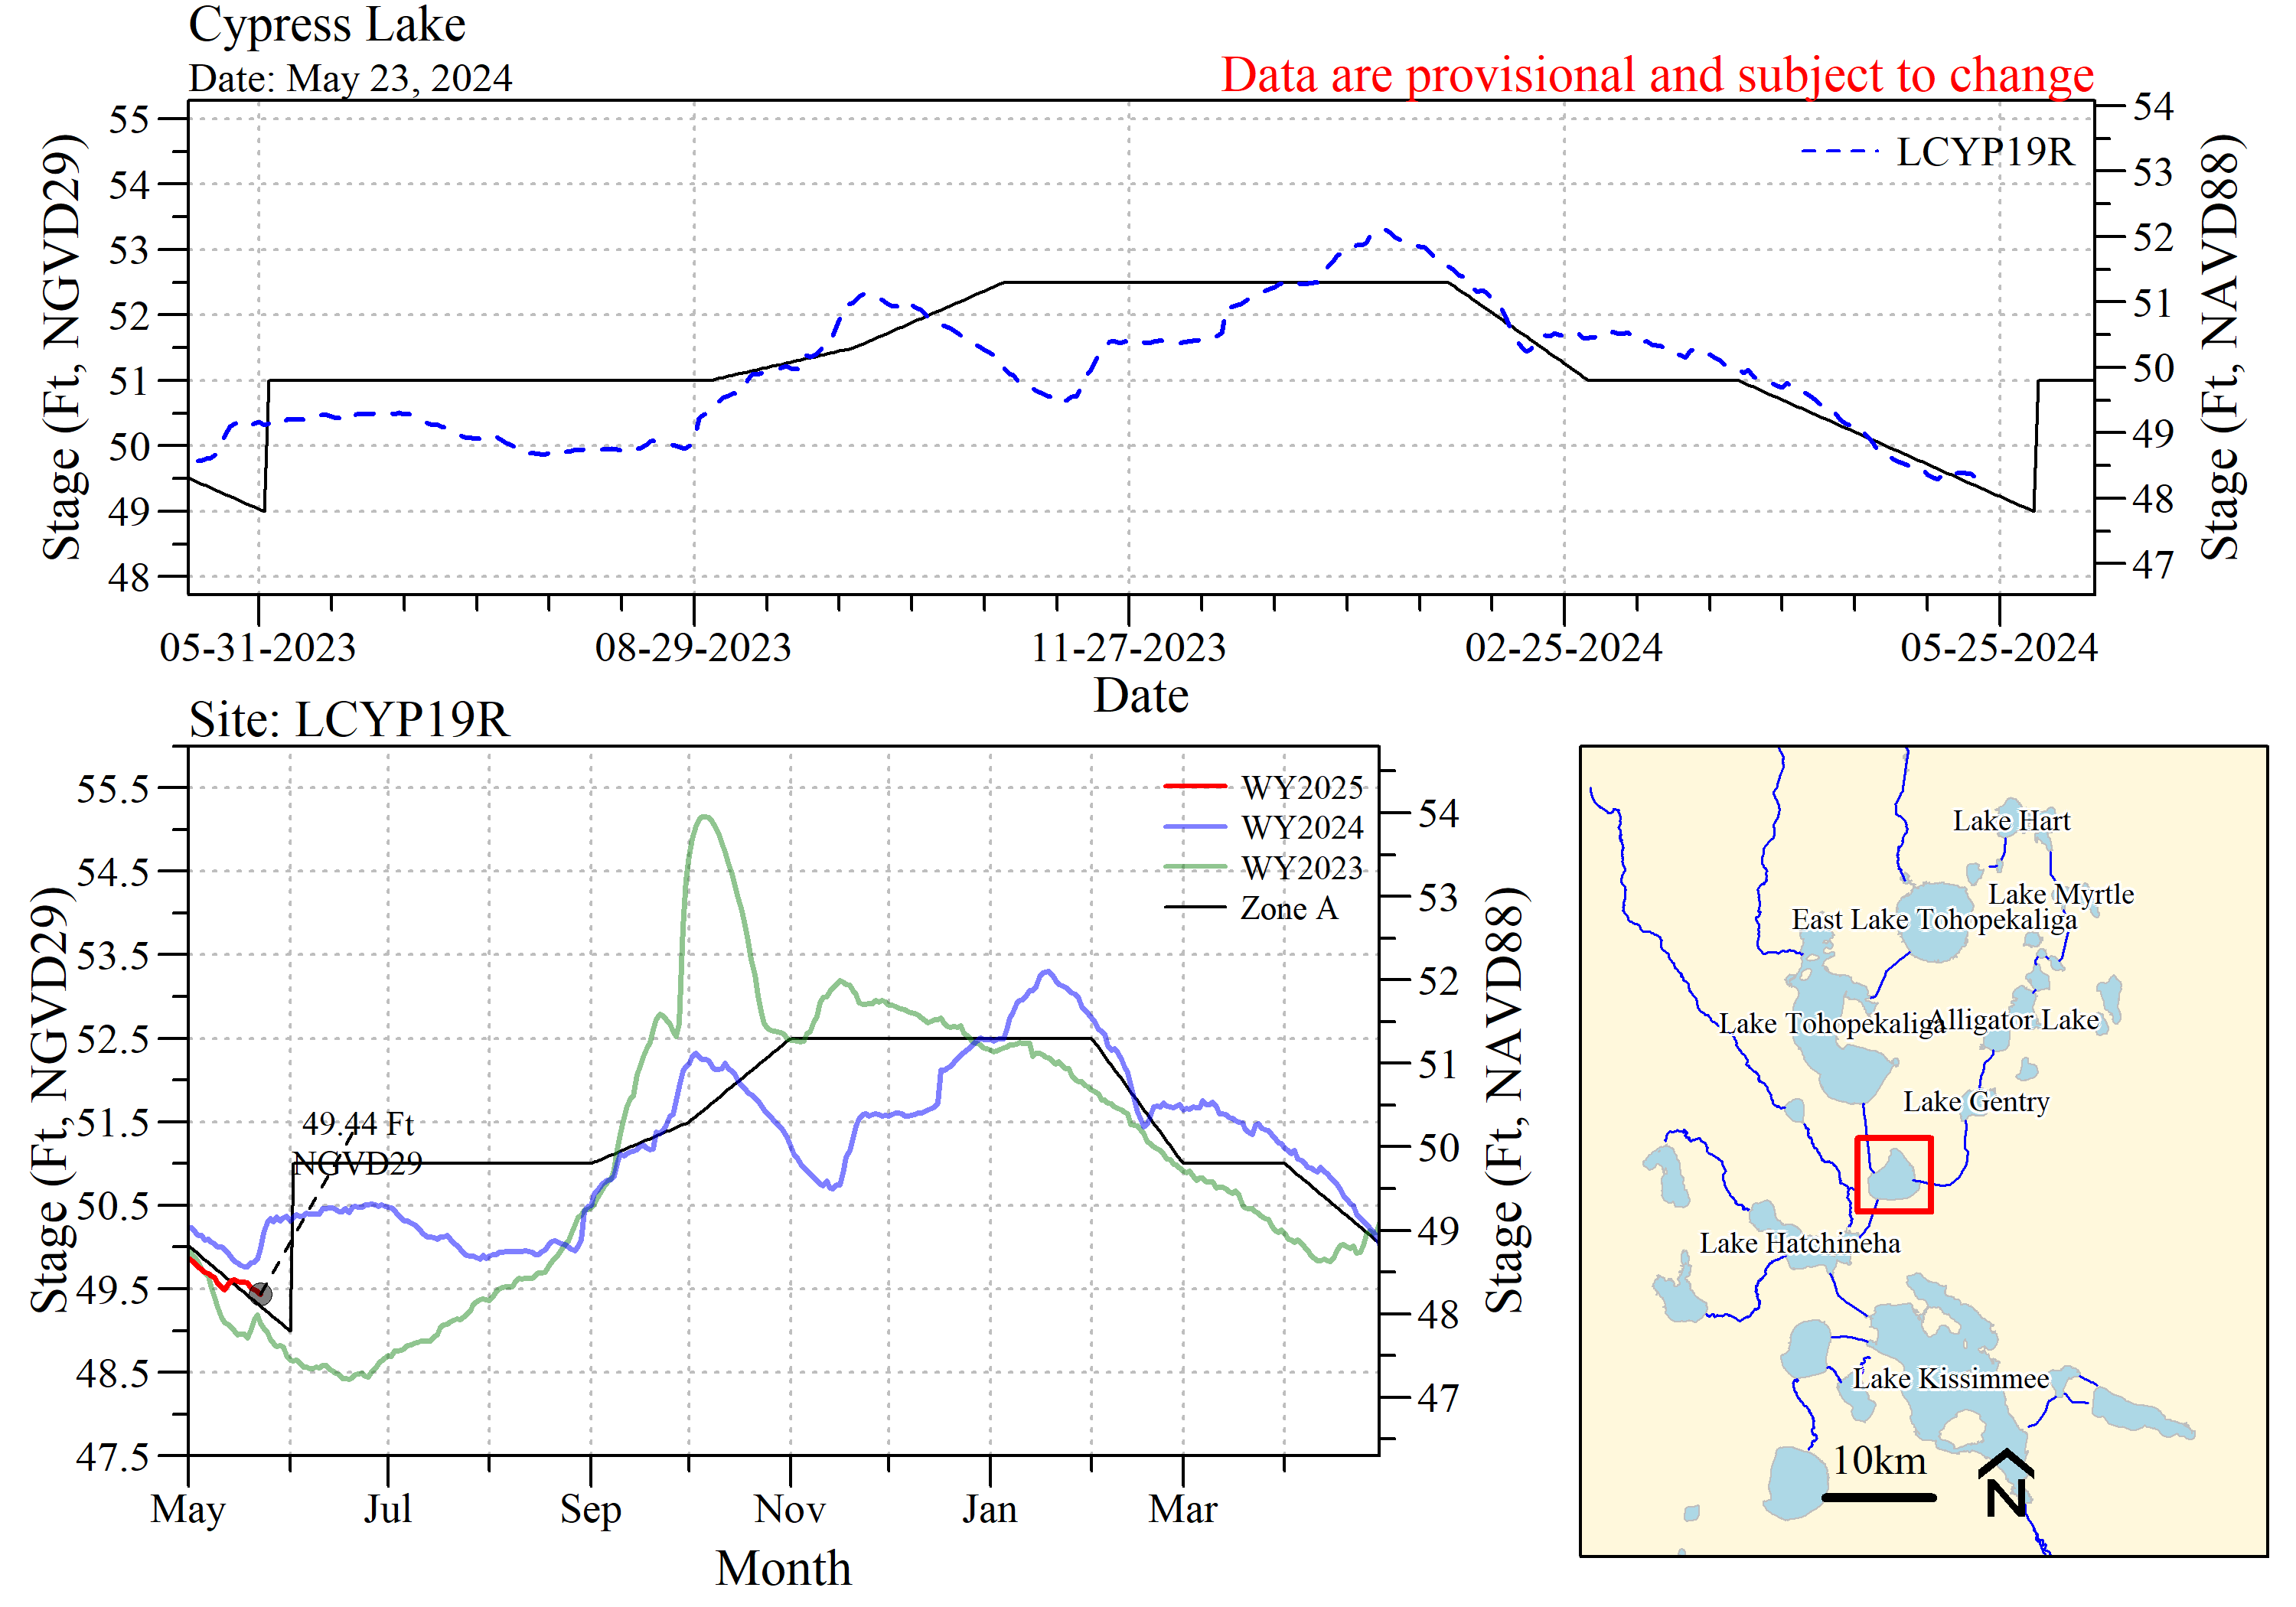 Cypress Lake
Date: May 23, 2024
Data are provisional and subject to change
LCYP19R
Stage (Ft, NGVD29)
55
54
53
52
51
50
49
48
Stage (Ft, NAVD88)
54
53
52
51
50
49
48
47
05-31-2023 08-29-2023 11-27-2023 02-25-2024 05-25-2024
Date
Site: LCYP19R
WY2025
WY2024
WY2023
Zone A
49.44 Ft
NGVD29
Stage (Ft, NGVD29)
55.5
54.5
53.5
52.5
51.5
50.5
49.5
48.5
47.5
Stage (Ft, NAVD88)
54
53
52
51
50
49
48
47
May Jul Sep Nov Jan Mar
Month
Lake Hart
Lake Myrtle
East Lake Tohopekaliga
Lake Tohopekaliga
Alligator Lake
Lake Gentry
Lake Hatchineha
Lake Kissimmee
10km
N